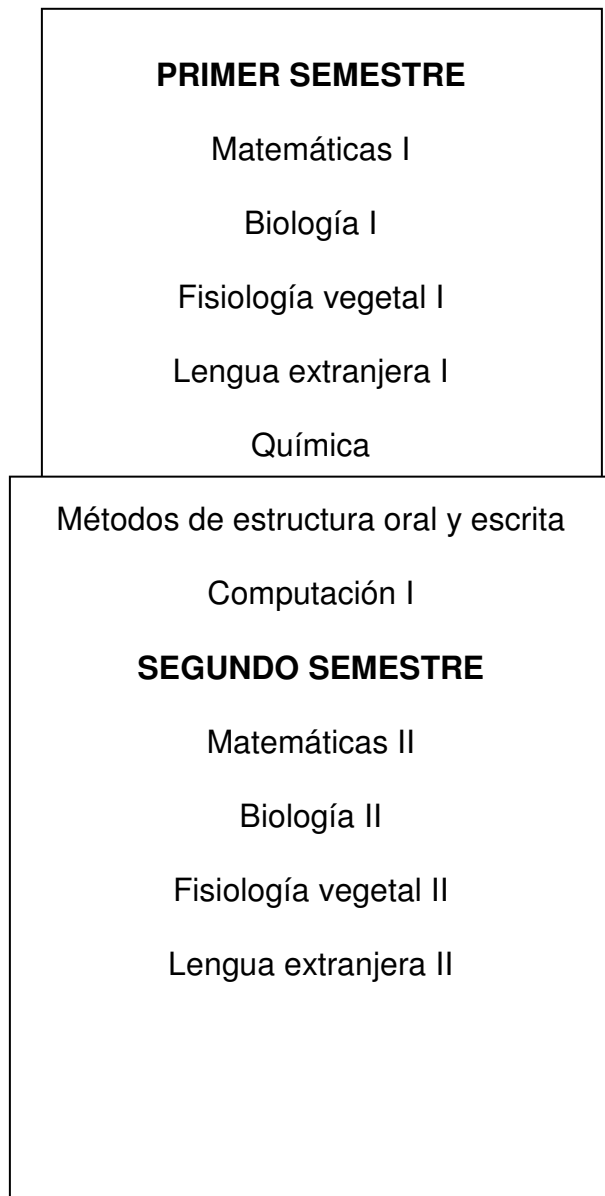 PRIMER SEMESTRE
Matemáticas I
Biología I
Fisiología vegetal I
Lengua extranjera I
Química
Métodos de estructura oral y escrita
Computación I
SEGUNDO SEMESTRE
Matemáticas II
Biología II
Fisiología vegetal II
Lengua extranjera II